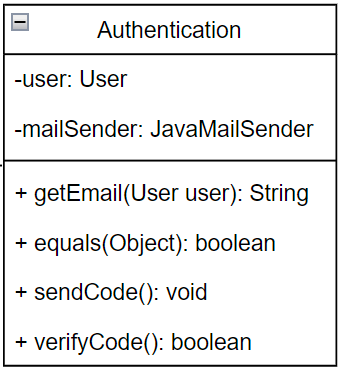 Authentication
-user: User
-mailSender: JavaMailSender
+ getEmail(User user): String
+ equals(Object): boolean
+ sendCode(): void
+ verifyCode(): boolean